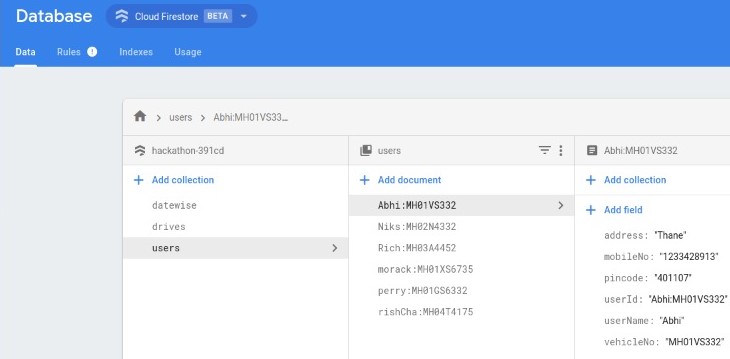 Database Cloud Firestore BETA
Data Rules 1 Indexes Usage
users Abhi:MH01VS33...
hackathon-391cd
+ Add collection
datewise
drives
users
users
+ Add document
Abhi:MH01VS332
Niks:MH02N4332
Rich:MH03A4452
morack:MH01XS6735
perry:MH01GS6332
rishCha:MH04T4175
Abhi:MH01VS332
+ Add collection
+ Add field
address: "Thane"
mobileNo: "1233428913"
pincode: "401107"
userId: "Abhi:MH01VS332"
userName: "Abhi"
vehicleNo: "MH01VS332"